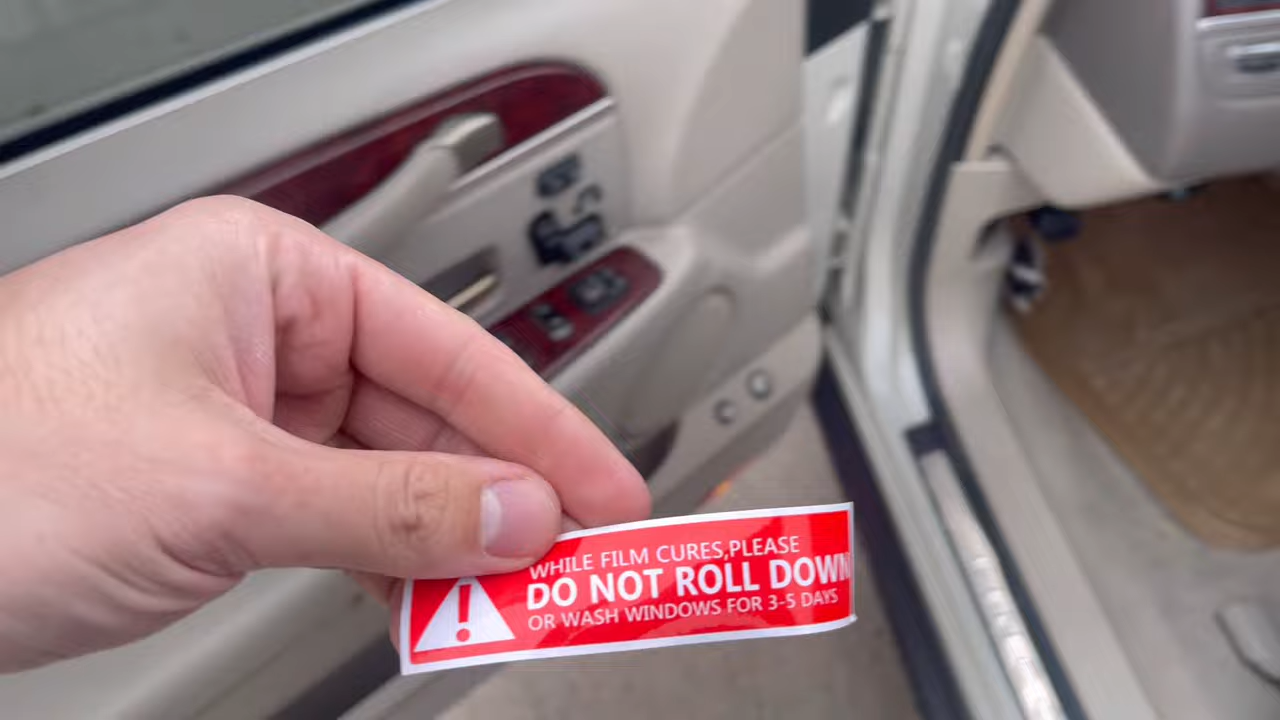 WHILE FILM CURES,PLEASE
DO NOT ROLL DOWN
OR WASH WINDOWS FOR 3-5 DAYS